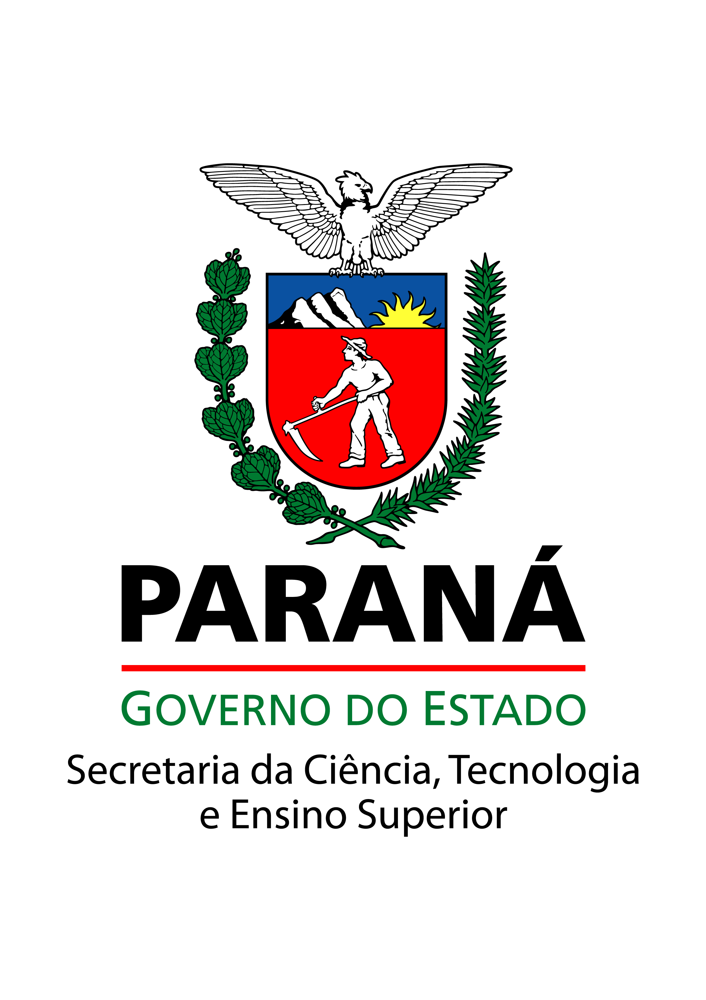 PARANÁ
GOVERNO DO ESTADO
Secretaria da Ciência, Tecnologia
e Ensino Superior